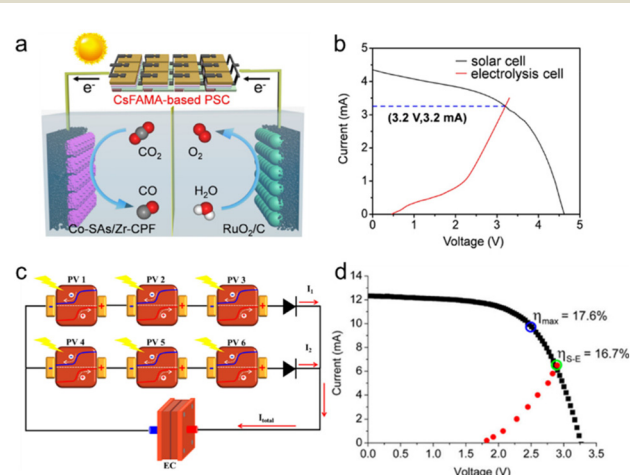 a
e⁻
e⁻
CsFAMA-based PSC
CO₂
O₂
CO
H₂O
Co-SAs/Zr-CPF
RuO₂/C
b
Current (mA)
5
4
3
2
1
0
solar cell
electrolysis cell
(3.2 V,3.2 mA)
0 1 2 3 4 5
Voltage (V)
c
PV 1 PV 2 PV 3
- + - + - +
I₁
PV 4 PV 5 PV 6
- + - + - +
I₂
I total
EC
d
Current (mA)
14
12
10
8
6
4
2
0
ηmax = 17.6%
ηS-E = 16.7%
0.0 0.5 1.0 1.5 2.0 2.5 3.0 3.5
Voltage (V)